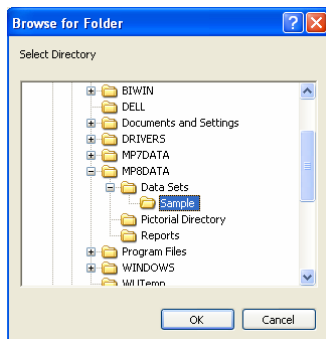 Browse for Folder
Select Directory
BIWIN
DELL
Documents and Settings
DRIVERS
MP7DATA
MP8DATA
Data Sets
Sample
Pictorial Directory
Reports
Program Files
WINDOWS
WUTemp
OK
Cancel